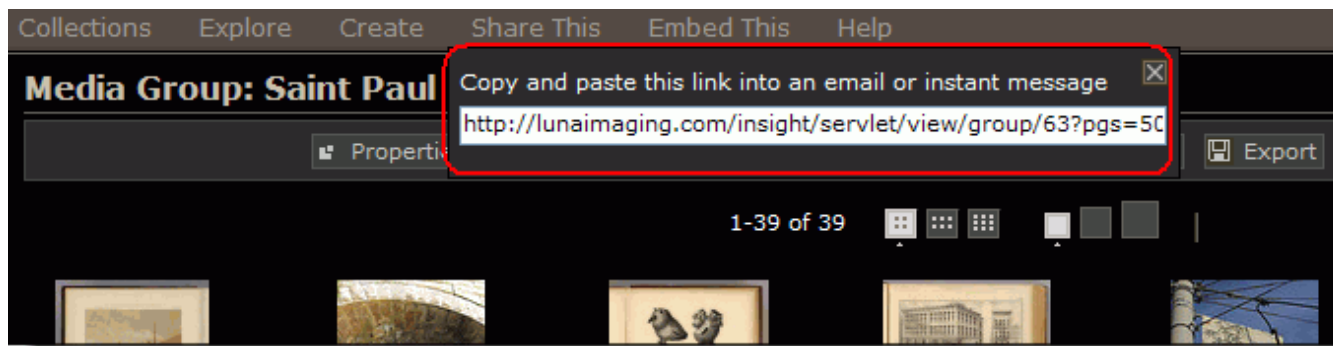 Collections Explore Create Share This Embed This Help
Media Group: Saint Paul
Copy and paste this link into an email or instant message
http://lunaimaging.com/insight/servlet/view/group/63?pgs=50
Export
1-39 of 39